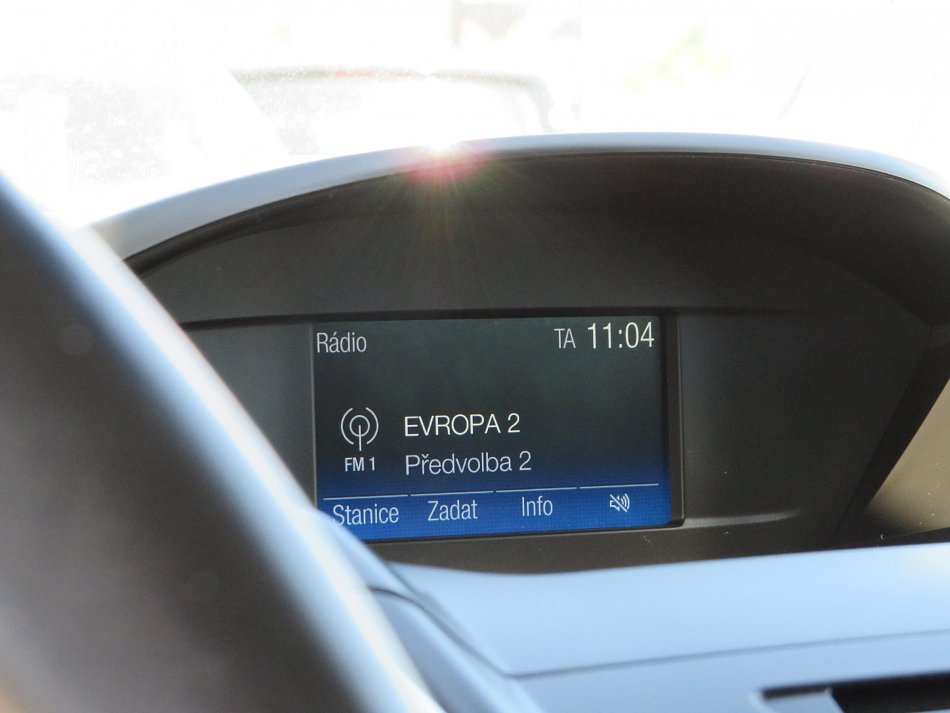 Rádio TA 11:04
EVROPA 2
FM 1 Předvolba 2
Stanice Zadat Info